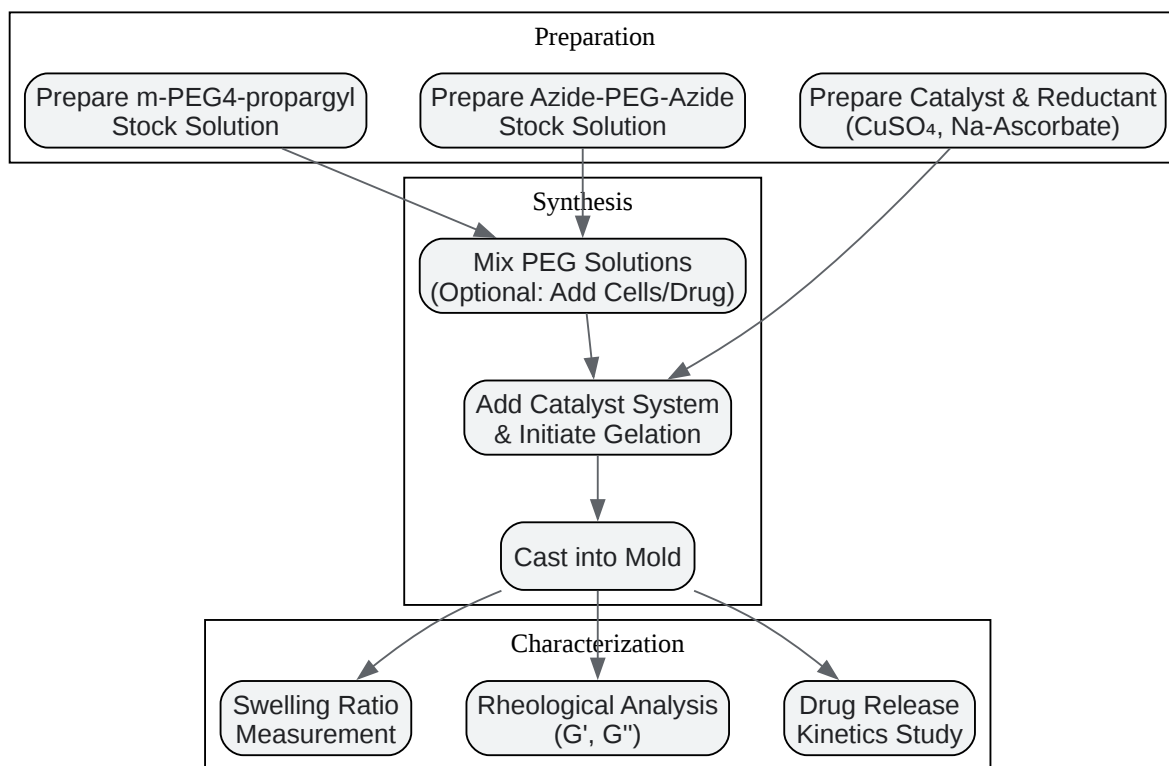 Preparation
Prepare m-PEG4-propargyl
Stock Solution
Prepare Azide-PEG-Azide
Stock Solution
Prepare Catalyst & Reductant
(CuSO₄, Na-Ascorbate)
Synthesis
Mix PEG Solutions
(Optional: Add Cells/Drug)
Add Catalyst System
& Initiate Gelation
Cast into Mold
Characterization
Swelling Ratio
Measurement
Rheological Analysis
(G', G'')
Drug Release
Kinetics Study